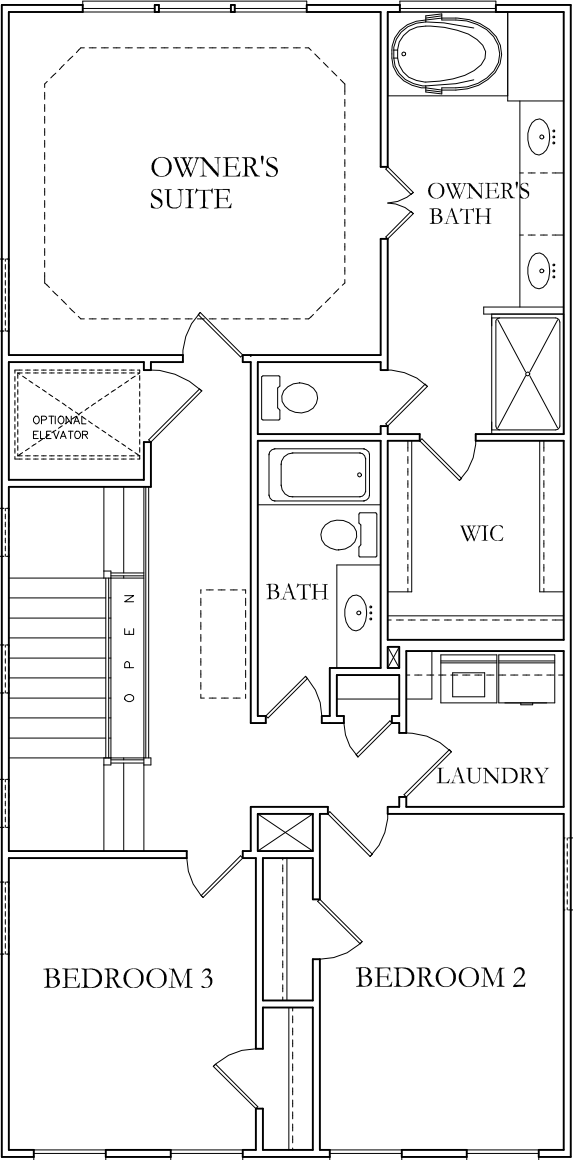 OWNER'S
SUITE
OWNER'S
BATH
OPTIONAL
ELEVATOR
WIC
BATH
OPEN
LAUNDRY
BEDROOM 3
BEDROOM 2